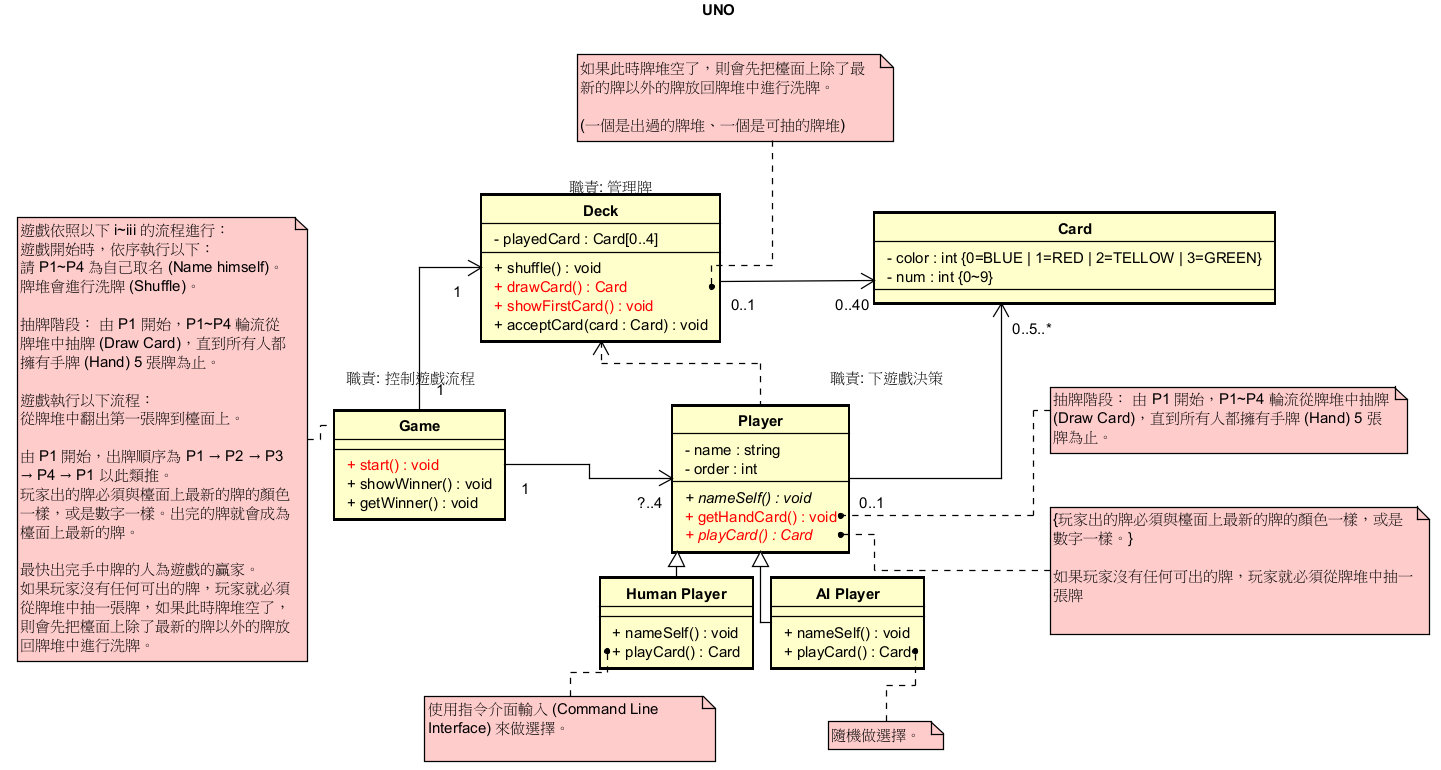 UNO
如果此時牌堆空了，則會先把檯面上除了最
新的牌以外的牌放回牌堆中進行洗牌。
(一個是出過的牌堆、一個是可抽的牌堆)
職責: 管理牌
Deck
- playedCard : Card[0..4]
+ shuffle() : void
+ drawCard() : Card
+ showFirstCard() : void
+ acceptCard(card : Card) : void
1
0..1
0..40
Card
- color : int {0=BLUE | 1=RED | 2=TELLOW | 3=GREEN}
- num : int {0~9}
0..5..*
遊戲依照以下 i~iii 的流程進行：
遊戲開始時，依序執行以下：
請 P1~P4 為自己取名 (Name himself)。
牌堆會進行洗牌 (Shuffle)。
抽牌階段： 由 P1 開始，P1~P4 輪流從
牌堆中抽牌 (Draw Card)，直到所有人都
擁有手牌 (Hand) 5 張牌為止。
遊戲執行以下流程：
從牌堆中翻出第一張牌到檯面上。
由 P1 開始，出牌順序為 P1 → P2 → P3
→ P4 → P1 以此類推。
玩家出的牌必須與檯面上最新的牌的顏色
一樣，或是數字一樣。出完的牌就會成為
檯面上最新的牌。
最快出完手中牌的人為遊戲的贏家。
如果玩家沒有任何可出的牌，玩家就必須
從牌堆中抽一張牌，如果此時牌堆空了，
則會先把檯面上除了最新的牌以外的牌放
回牌堆中進行洗牌。
職責: 控制遊戲流程
1
Game
+ start() : void
+ showWinner() : void
+ getWinner() : void
1
?..4
職責: 下遊戲決策
Player
- name : string
- order : int
+ nameSelf() : void
+ getHandCard() : void
+ playCard() : Card
0..1
抽牌階段： 由 P1 開始，P1~P4 輪流從牌堆中抽牌
(Draw Card)，直到所有人都擁有手牌 (Hand) 5 張
牌為止。
{玩家出的牌必須與檯面上最新的牌的顏色一樣，或是
數字一樣。}
如果玩家沒有任何可出的牌，玩家就必須從牌堆中抽一
張牌
Human Player
+ nameSelf() : void
+ playCard() : Card
AI Player
+ nameSelf() : void
+ playCard() : Card
使用指令介面輸入 (Command Line
Interface) 來做選擇。
隨機做選擇。